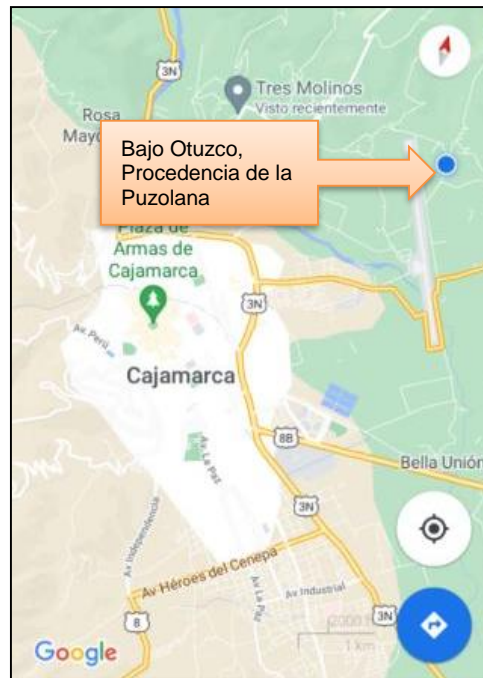 3N
Tres Molinos
Visto recientemente
Rosa
Bajo Otuzco,
Procedencia de la
Puzolana
Plaza de
Armas de
Cajamarca
3N
Av. Perú
Cajamarca
8B
Av. La Paz
Bella Unión
3N
Av Independencia
Av Héroes del Cenepa
Av La Paz
Av Industrial
8
2000
3N
1 km
Google